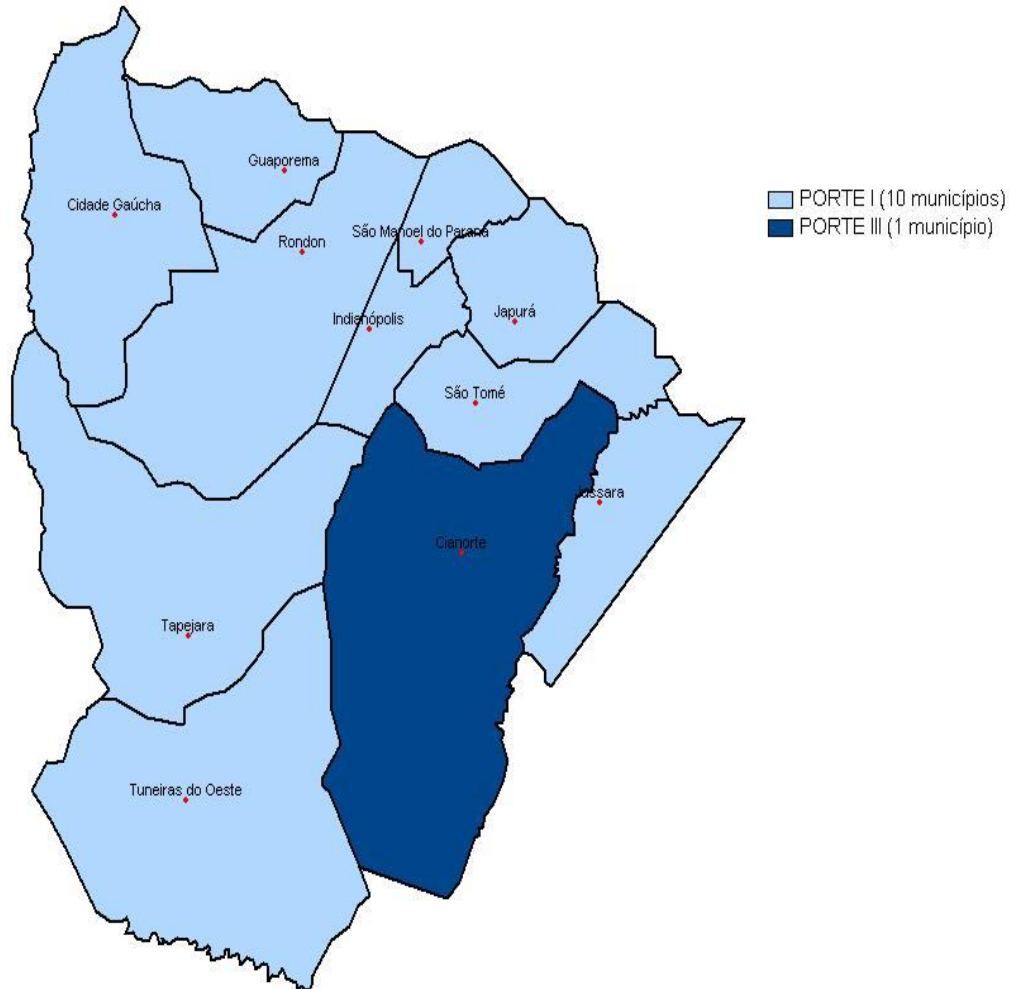 Guaporema
Cidade Gaúcha
São Manoel do Paraná
Rondon
Indianópolis
Japurá
São Tomé
Jussara
Cianorte
Tapejara
Tuneiras do Oeste
PORTE I (10 municípios)
PORTE III (1 município)